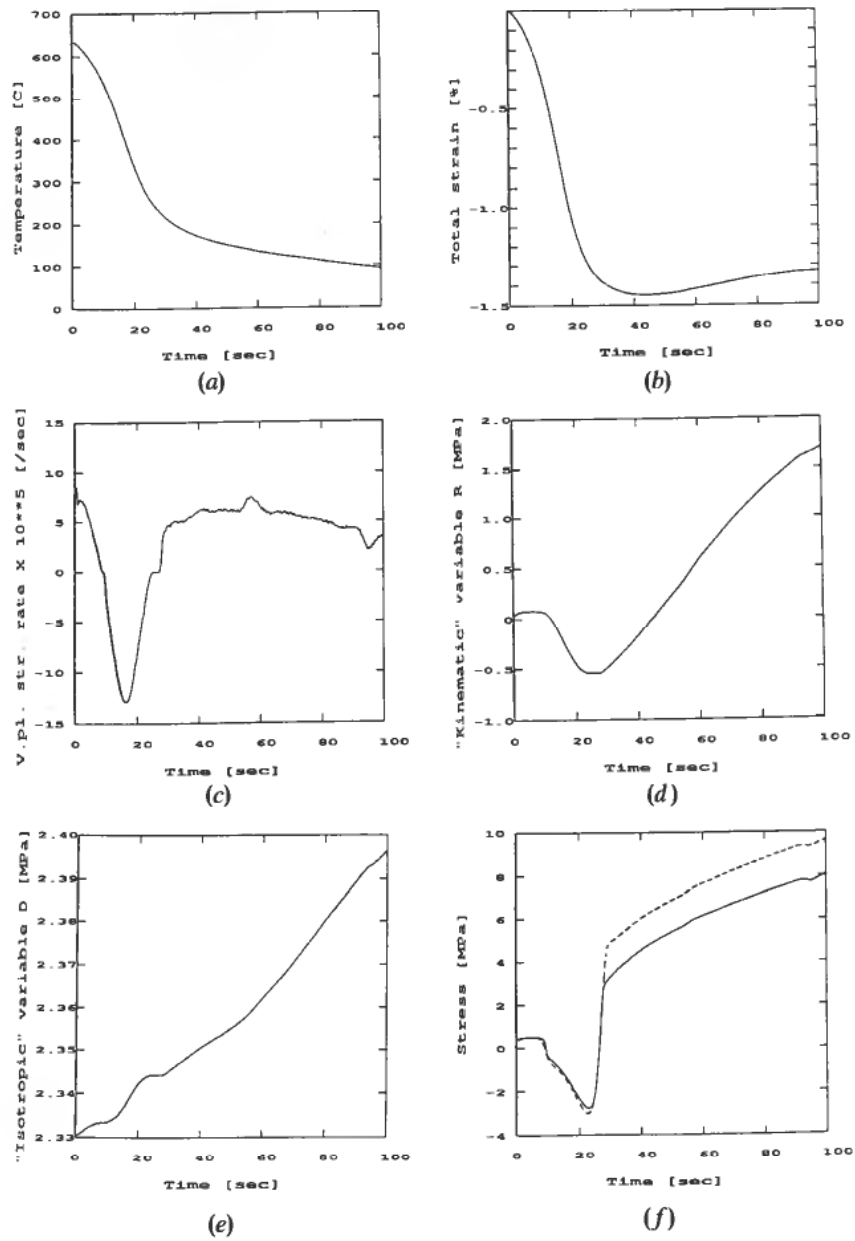 700
600
500
400
300
200
100
0
Temperature [C]
0 20 40 60 80 100
Time [sec]
(a)
-0.5
-1.0
-1.5
Total strain [%]
0 20 40 60 80 100
Time [sec]
(b)
15
10
5
0
-5
-10
-15
V.pl. str. rate X 10**5 [/sec]
0 20 40 60 80 100
Time [sec]
(c)
2.0
1.5
1.0
0.5
0
-0.5
-1.0
"Kinematic" variable R [MPa]
0 20 40 60 80 100
Time [sec]
(d)
2.40
2.39
2.38
2.37
2.36
2.35
2.34
2.33
"Isotropic" variable D [MPa]
0 20 40 60 80 100
Time [sec]
(e)
10
8
6
4
2
0
-2
-4
Stress [MPa]
0 20 40 60 80 100
Time [sec]
(f)